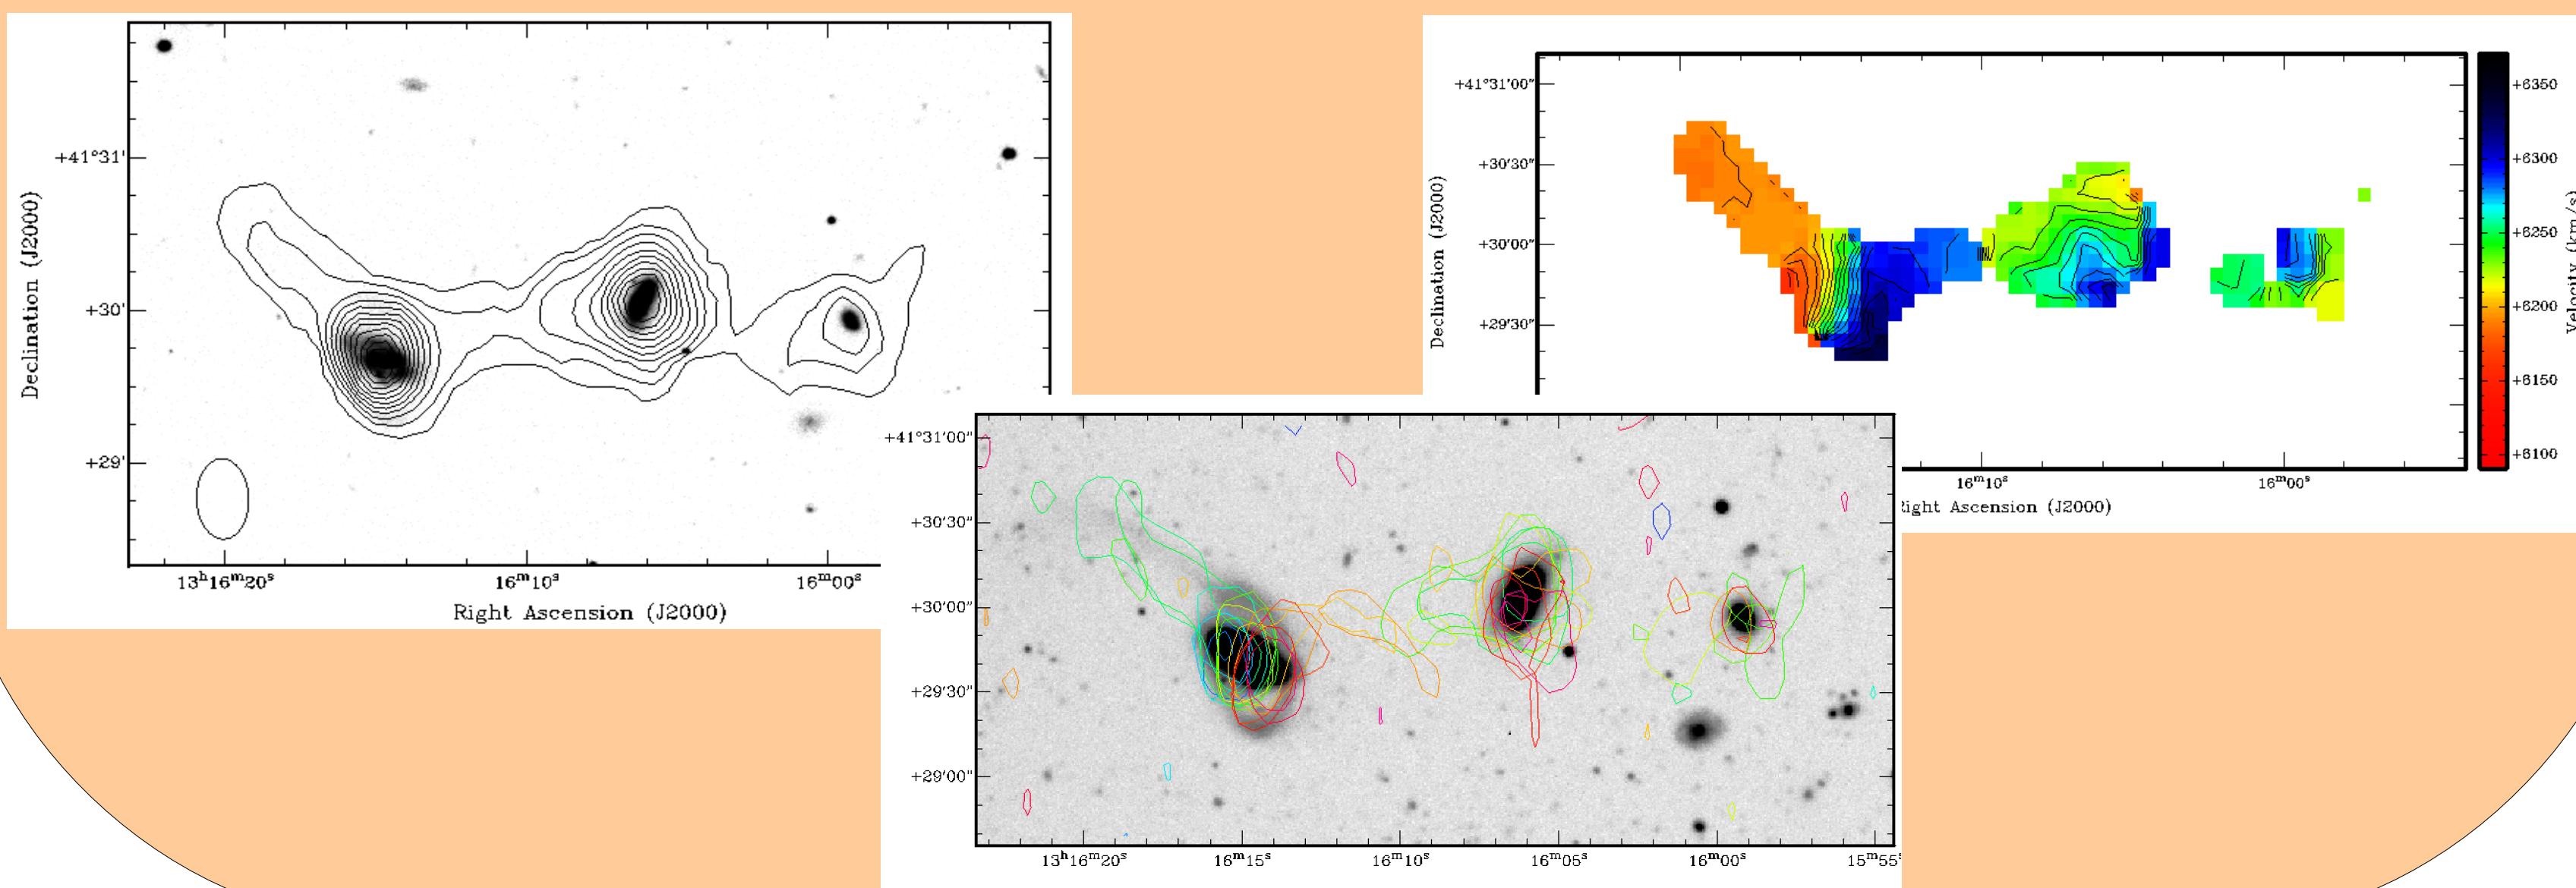 Declination (J2000)
+41°31'
+30'
+29'
13ʰ16ᵐ20ˢ
16ᵐ10ˢ
16ᵐ00ˢ
Right Ascension (J2000)
Declination (J2000)
+41°31'00"
+30'30"
+30'00"
+29'30"
16ᵐ10ˢ
16ᵐ00ˢ
Right Ascension (J2000)
+6350
+6300
+6250
+6200
+6150
+6100
Velocity (km/s)
+41°31'00"
+30'30"
+30'00"
+29'30"
+29'00"
13ʰ16ᵐ20ˢ
16ᵐ15ˢ
16ᵐ10ˢ
16ᵐ05ˢ
16ᵐ00ˢ
15ᵐ55ˢ